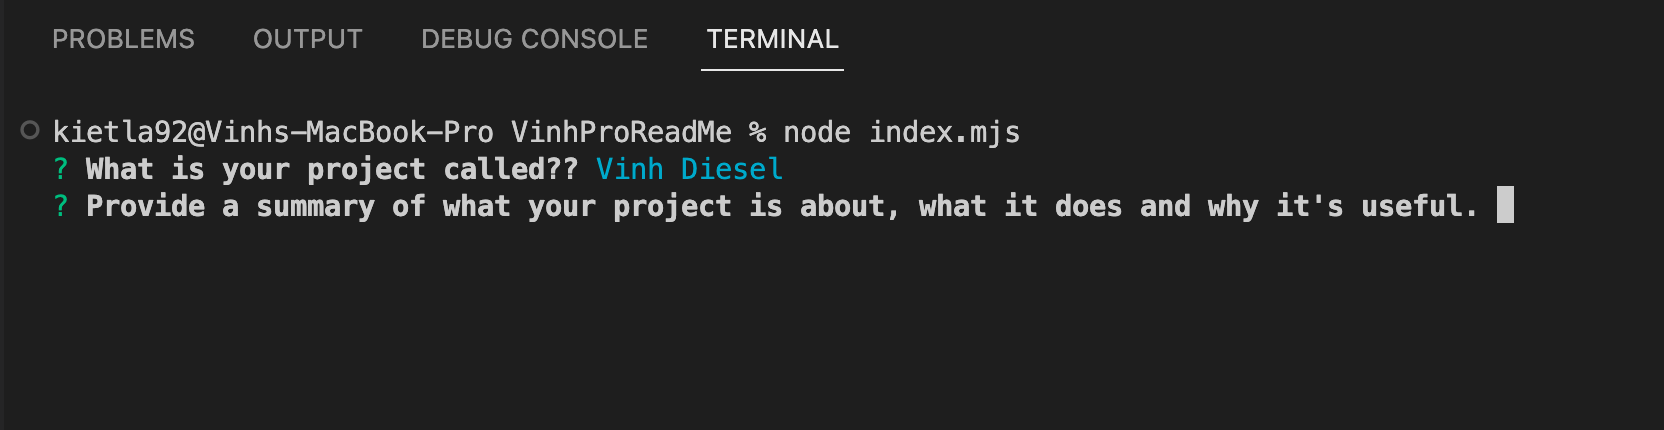 PROBLEMS OUTPUT DEBUG CONSOLE TERMINAL
kietla92@Vinhs-MacBook-Pro VinhProReadMe % node index.mjs
? What is your project called?? Vinh Diesel
? Provide a summary of what your project is about, what it does and why it's useful.